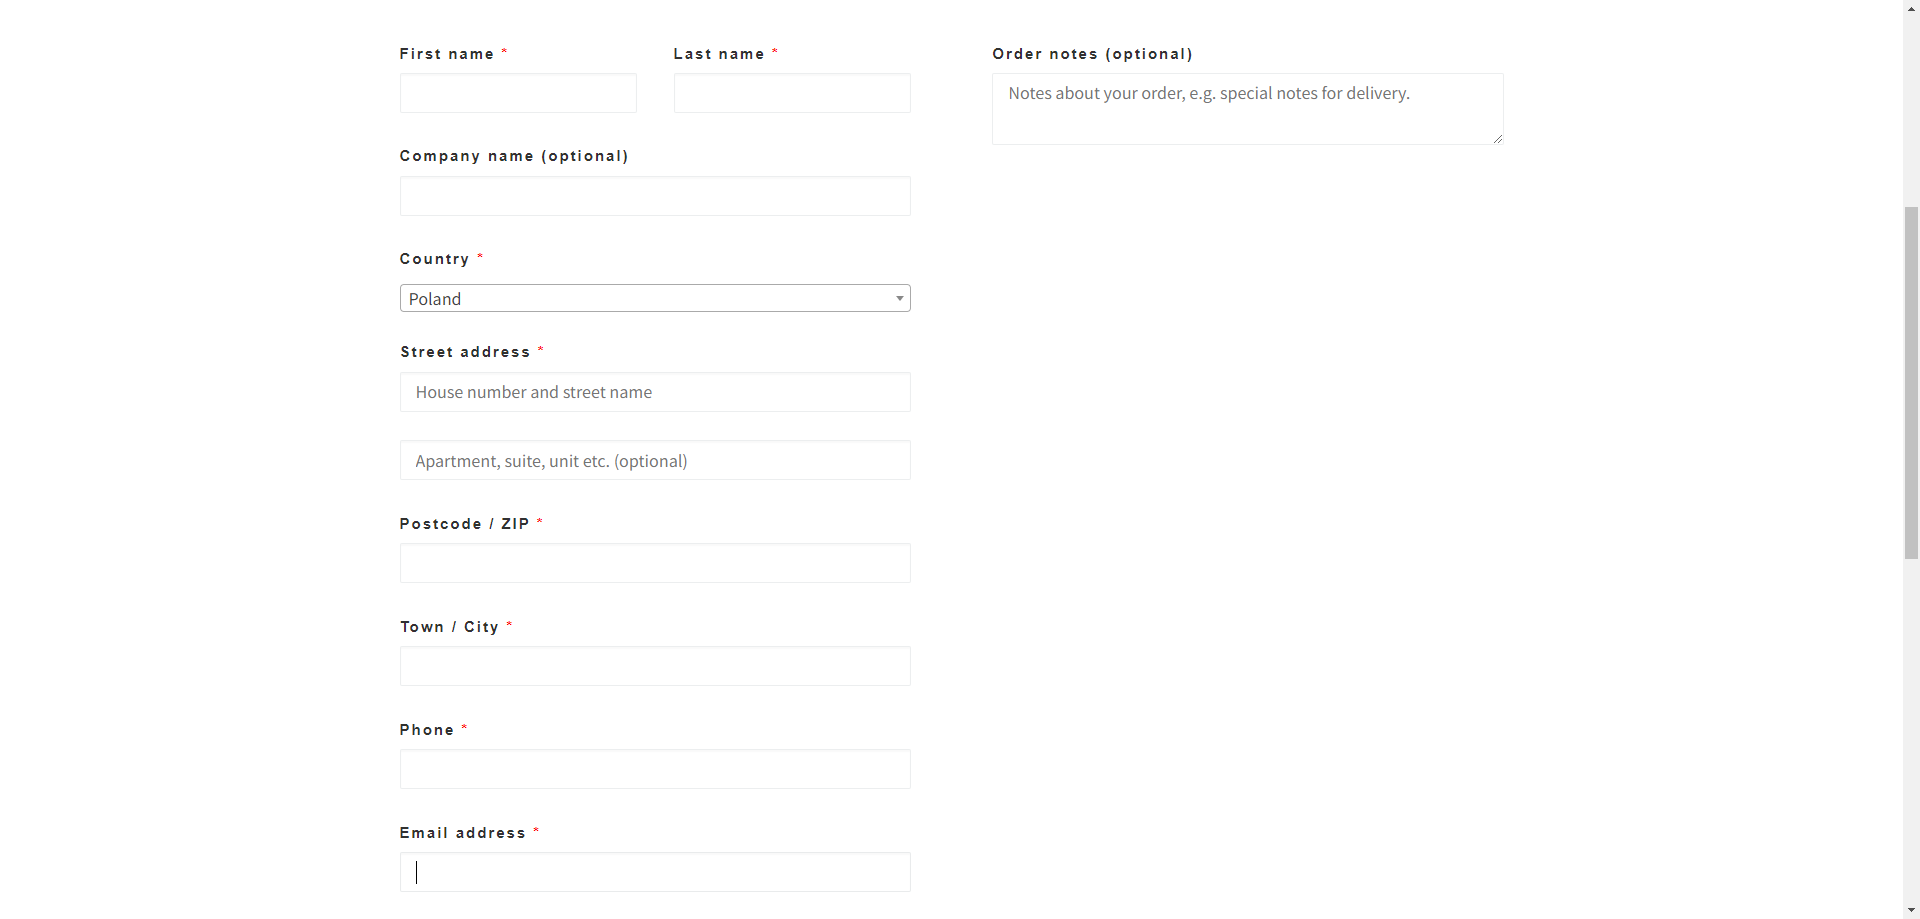 First name *
Last name *
Order notes (optional)
Notes about your order, e.g. special notes for delivery.
Company name (optional)
Country *
Poland
Street address *
House number and street name
Apartment, suite, unit etc. (optional)
Postcode / ZIP *
Town / City *
Phone *
Email address *